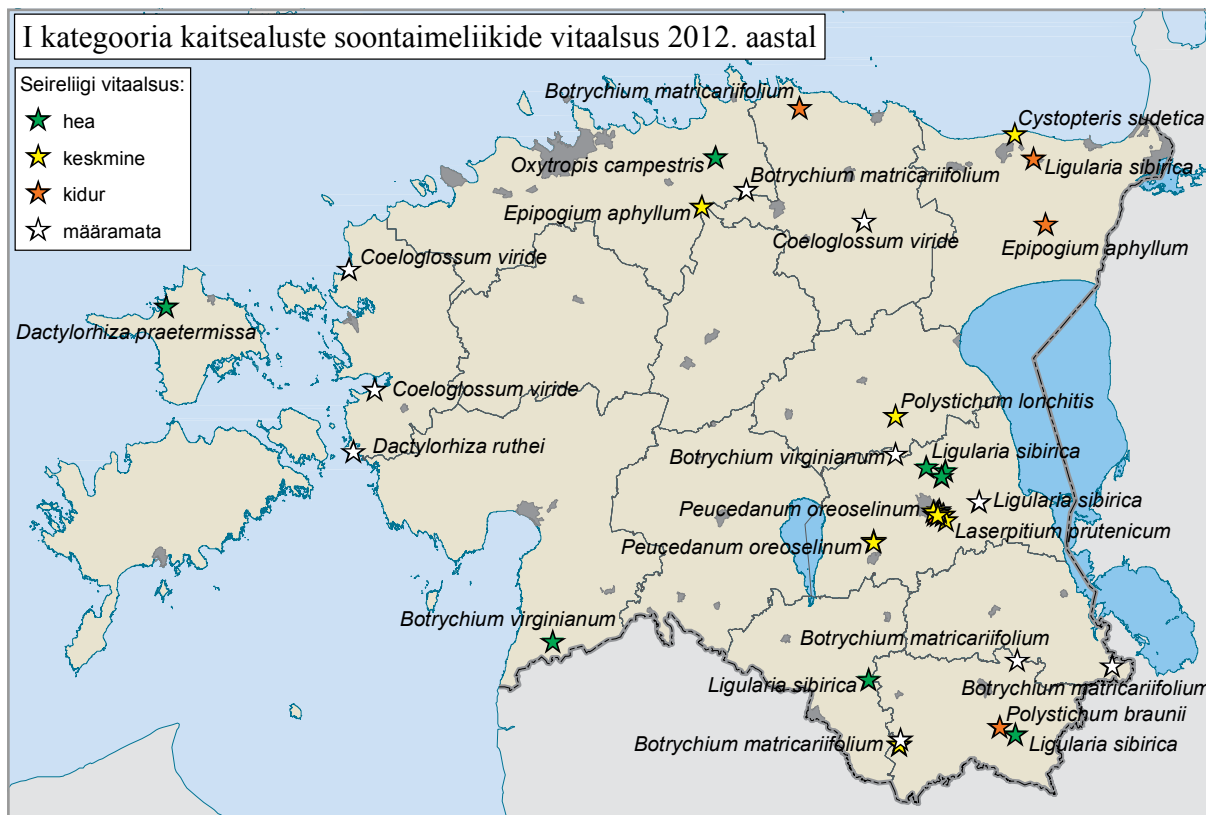 I kategooria kaitsealuste soontaimeliikide vitaalsus 2012. aastal
Seireliigi vitaalsus:
hea
keskmine
kidur
määramata
Botrychium matricariifolium
Cystopteris sudetica
Oxytropis campestris
Ligularia sibirica
Botrychium matricariifolium
Epipogium aphyllum
Coeloglossum viride
Epipogium aphyllum
Coeloglossum viride
Dactylorhiza praetermissa
Coeloglossum viride
Polystichum lonchitis
Dactylorhiza ruthei
Ligularia sibirica
Botrychium virginianum
Ligularia sibirica
Peucedanum oreoselinum
Laserpitium prutenicum
Peucedanum oreoselinum
Botrychium virginianum
Botrychium matricariifolium
Ligularia sibirica
Botrychium matricariifolium
Polystichum braunii
Botrychium matricariifolium
Ligularia sibirica